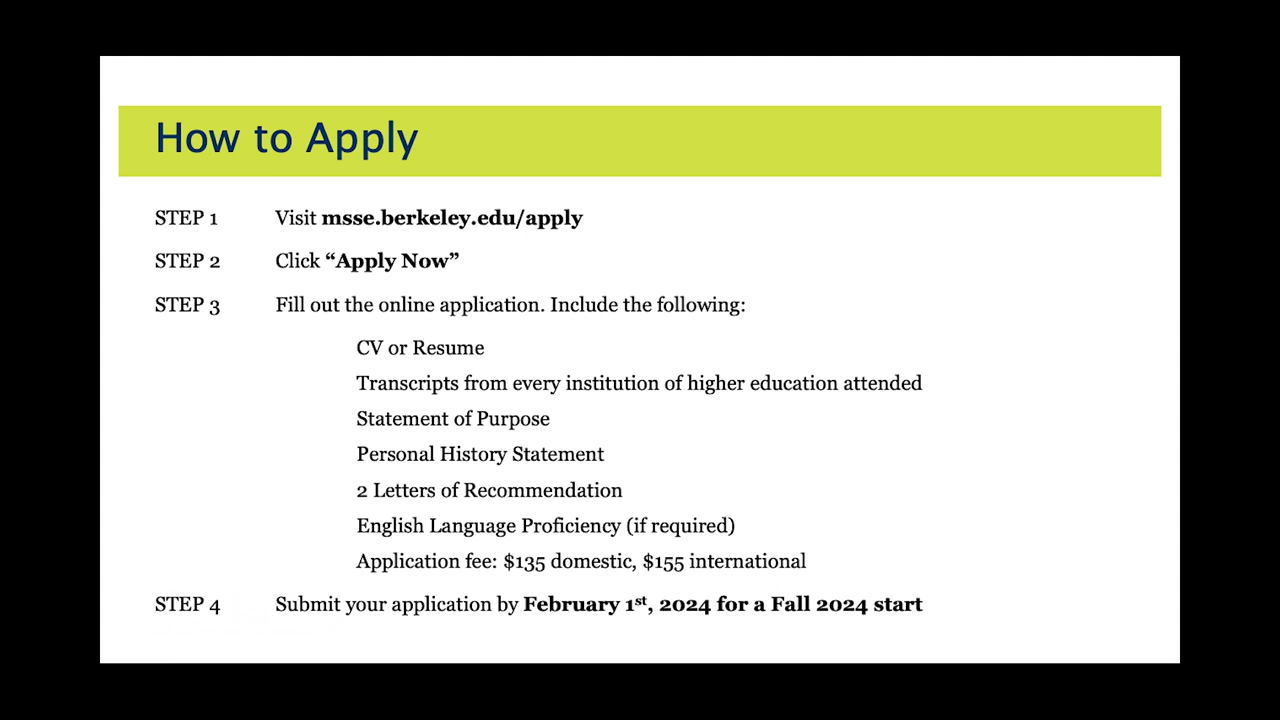 How to Apply
STEP 1 Visit msse.berkeley.edu/apply
STEP 2 Click “Apply Now”
STEP 3 Fill out the online application. Include the following:
CV or Resume
Transcripts from every institution of higher education attended
Statement of Purpose
Personal History Statement
2 Letters of Recommendation
English Language Proficiency (if required)
Application fee: $135 domestic, $155 international
STEP 4 Submit your application by February 1st, 2024 for a Fall 2024 start